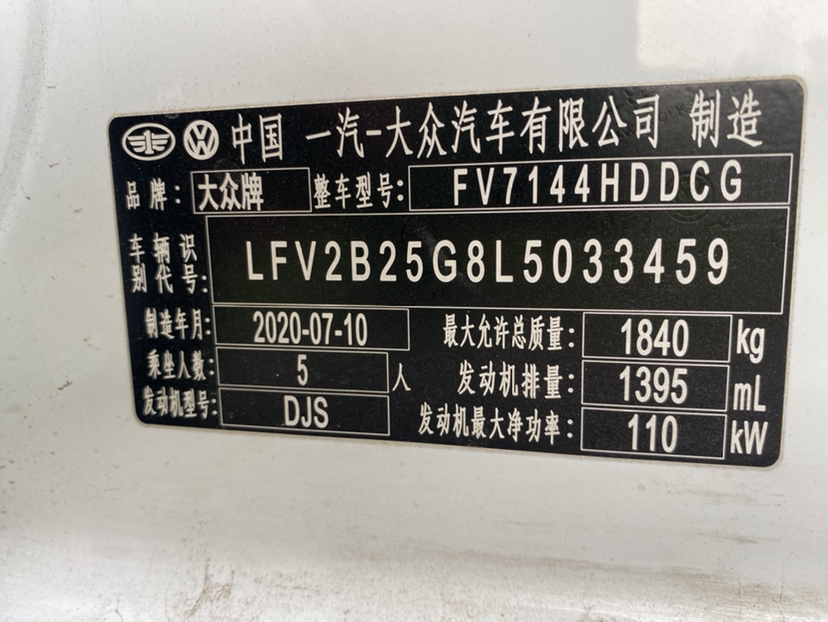 中国 一汽-大众汽车有限公司 制造
品牌: 大众牌 整车型号: FV7144HDDCG
车辆识别代号: LFV2B25G8L5033459
制造年月: 2020-07-10 最大允许总质量: 1840 kg
乘坐人数: 5 人 发动机排量: 1395 mL
发动机型号: DJS 发动机最大净功率: 110 kW